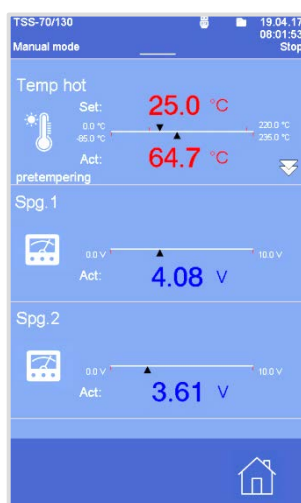 TSS-70/130 19.04.17
08:01:53
Manual mode Stop
Temp hot
Set: 25.0 °C
0.0 °C 220.0 °C
-85.0 °C 235.0 °C
Act: 64.7 °C
pretempering
Spg.1
0.0 V 10.0 V
Act: 4.08 V
Spg.2
0.0 V 10.0 V
Act: 3.61 V